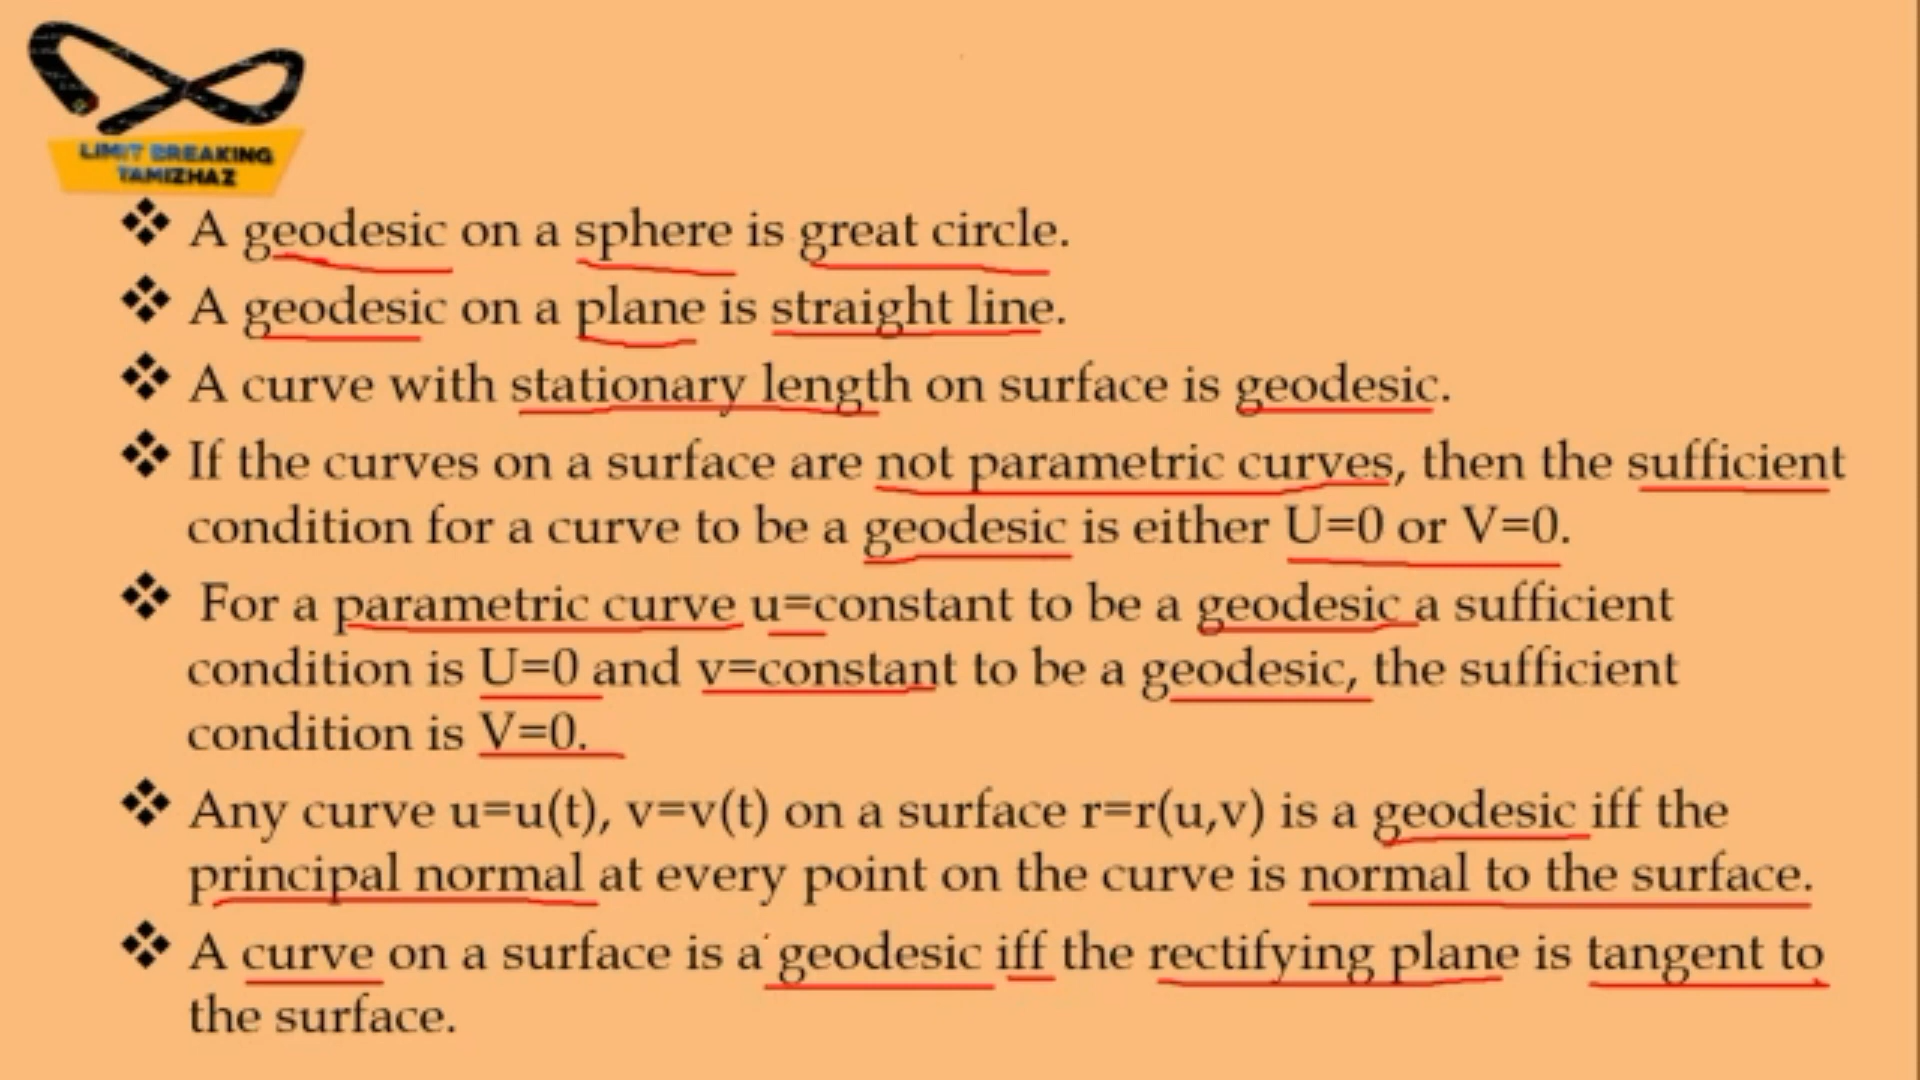 LIMIT BREAKING
TAMIZHAZ
❖ A geodesic on a sphere is great circle.
❖ A geodesic on a plane is straight line.
❖ A curve with stationary length on surface is geodesic.
❖ If the curves on a surface are not parametric curves, then the sufficient
condition for a curve to be a geodesic is either U=0 or V=0.
❖ For a parametric curve u=constant to be a geodesic a sufficient
condition is U=0 and v=constant to be a geodesic, the sufficient
condition is V=0.
❖ Any curve u=u(t), v=v(t) on a surface r=r(u,v) is a geodesic iff the
principal normal at every point on the curve is normal to the surface.
❖ A curve on a surface is a geodesic iff the rectifying plane is tangent to
the surface.